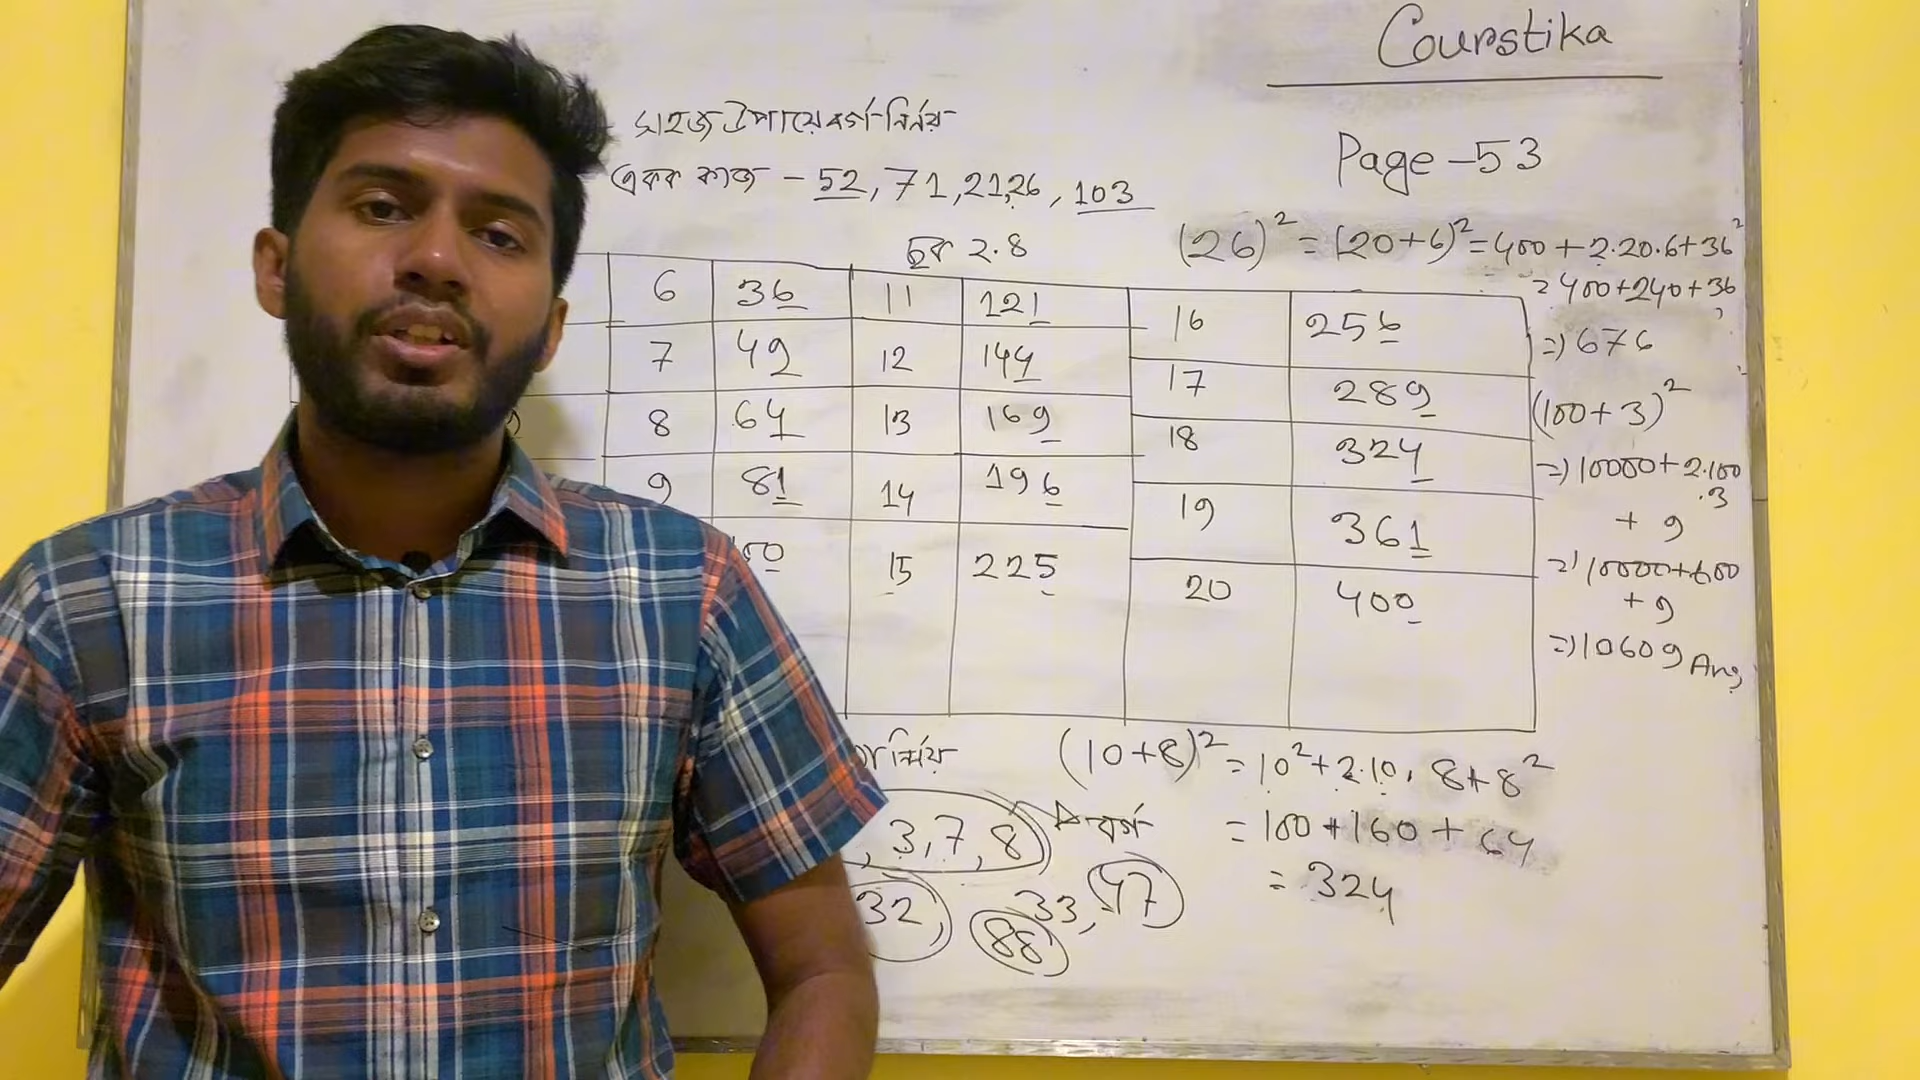 Courstika
Page-53
সহজ উপায়ে বর্গ নির্ণয়
একক কাজ - 52, 71, 21, 26, 103
ছক 2.8
6 36 11 121 16 256
7 49 12 144 17 289
8 64 13 169 18 324
9 81 14 196 19 361
00 15 225 20 400
(26)² = (20+6)² = 400 + 2.20.6+36²
= 400+240+36
=) 676
(100+3)²
=) 10000+2.100
.3
+ 9
=) 10000+600
+ 9
=) 10609 Ans
নির্ণয়
, 3, 7, 8 বর্গ
32, 33, 47
88
(10+8)² = 10²+2.10.8+8²
= 100+160+64
= 324